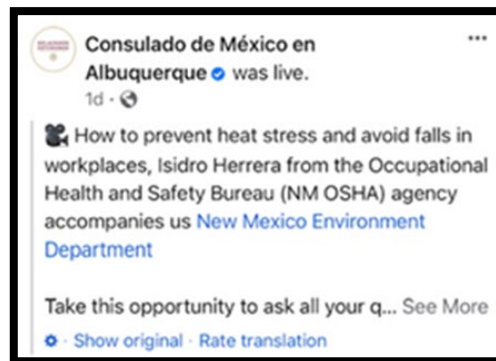 Consulado de México en
Albuquerque was live.
1d ·
How to prevent heat stress and avoid falls in
workplaces, Isidro Herrera from the Occupational
Health and Safety Bureau (NM OSHA) agency
accompanies us New Mexico Environment
Department
Take this opportunity to ask all your q... See More
· Show original · Rate translation